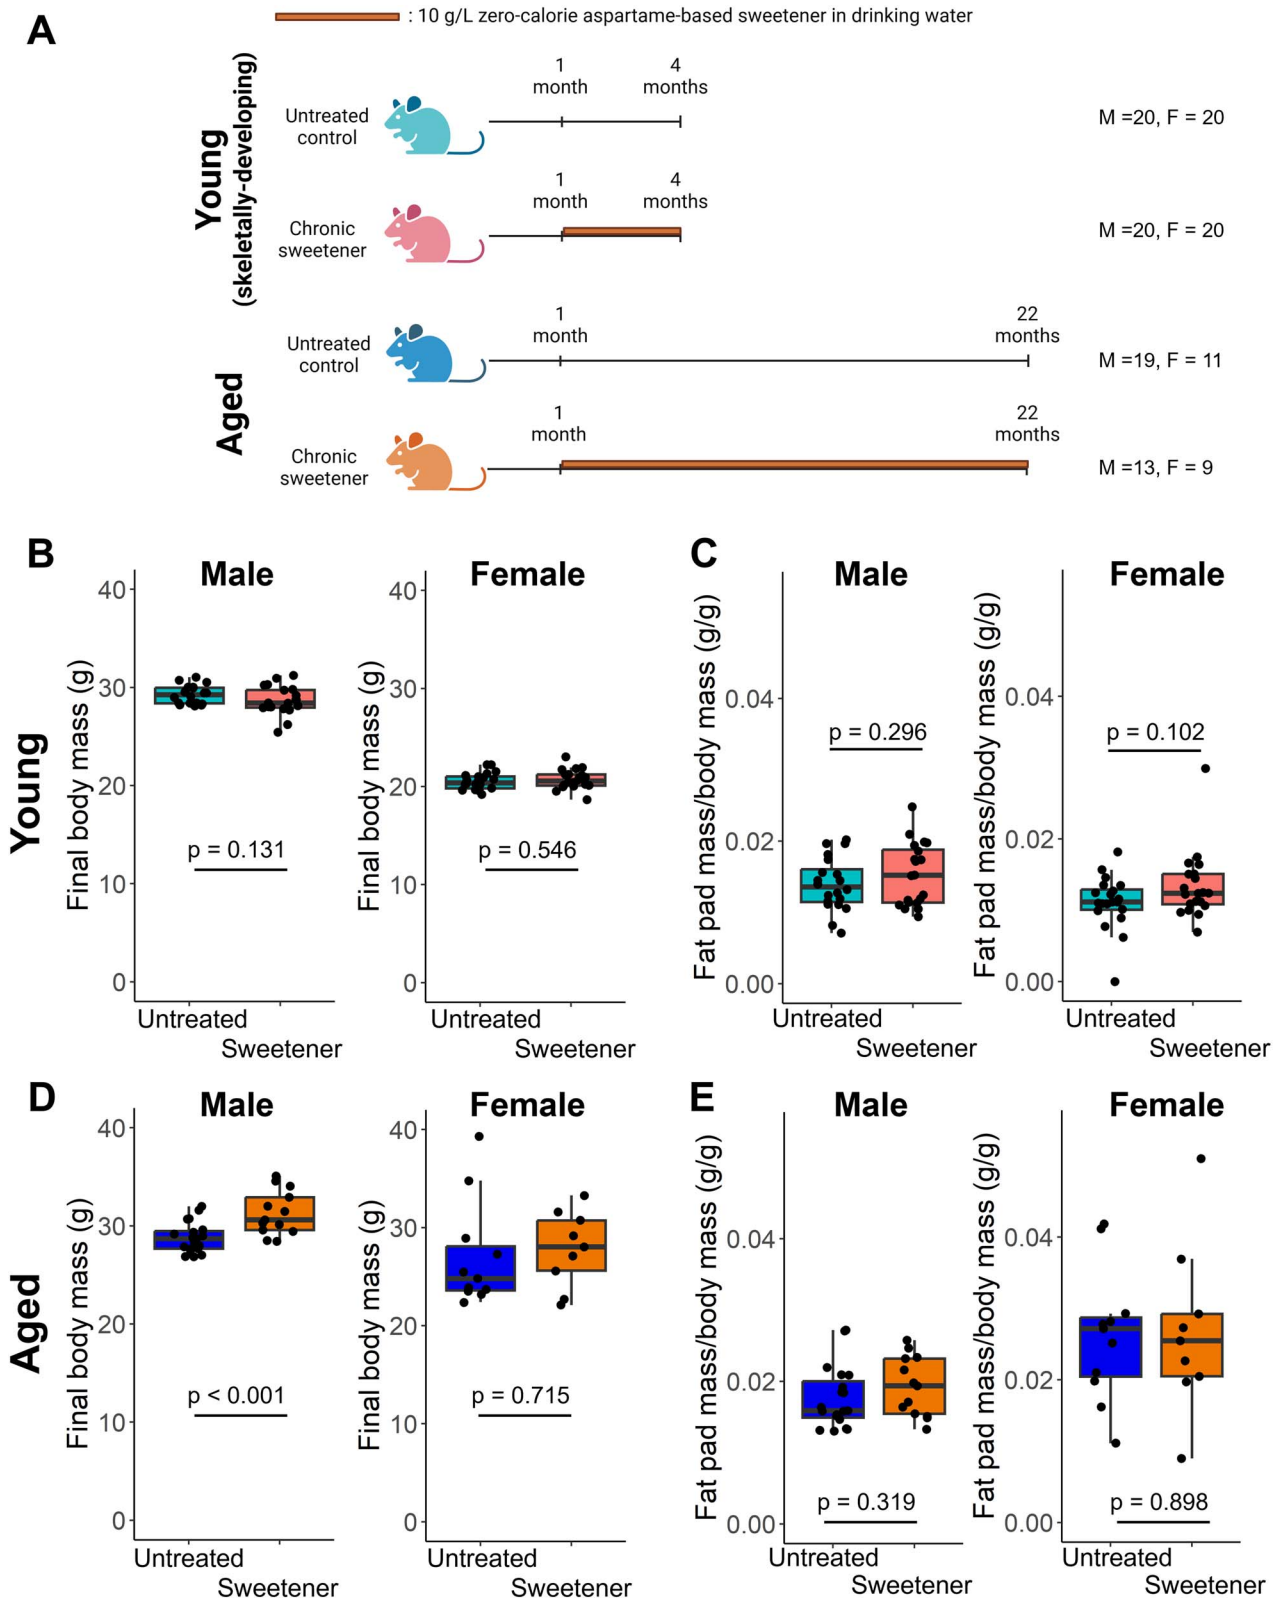 A
: 10 g/L zero-calorie aspartame-based sweetener in drinking water
Young
(skeletally-developing)
1
month
4
months
Untreated
control
M =20, F = 20
1
month
4
months
Chronic
sweetener
M =20, F = 20
Aged
1
month
22
months
Untreated
control
M =19, F = 11
1
month
22
months
Chronic
sweetener
M =13, F = 9
Young
B
Male
Final body mass (g)
40
30
20
10
0
p = 0.131
Untreated
Sweetener
Female
Final body mass (g)
40
30
20
10
0
p = 0.546
Untreated
Sweetener
C
Male
Fat pad mass/body mass (g/g)
0.04
0.02
0.00
p = 0.296
Untreated
Sweetener
Female
Fat pad mass/body mass (g/g)
0.04
0.02
0.00
p = 0.102
Untreated
Sweetener
Aged
D
Male
Final body mass (g)
40
30
20
10
0
p < 0.001
Untreated
Sweetener
Female
Final body mass (g)
40
30
20
10
0
p = 0.715
Untreated
Sweetener
E
Male
Fat pad mass/body mass (g/g)
0.04
0.02
0.00
p = 0.319
Untreated
Sweetener
Female
Fat pad mass/body mass (g/g)
0.04
0.02
0.00
p = 0.898
Untreated
Sweetener